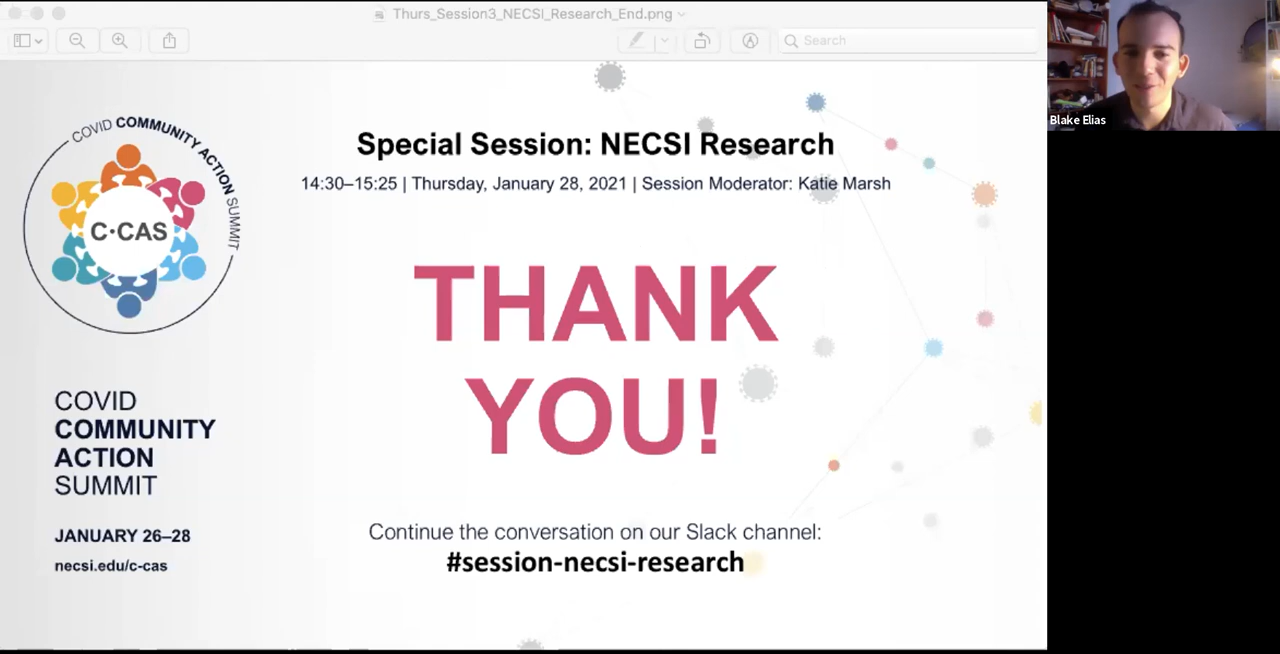 Thurs_Session3_NECSI_Research_End.png
Search
Blake Elias
COVID COMMUNITY ACTION SUMMIT
C·CAS
Special Session: NECSI Research
14:30–15:25 | Thursday, January 28, 2021 | Session Moderator: Katie Marsh
THANK
YOU!
COVID
COMMUNITY
ACTION
SUMMIT
JANUARY 26–28
necsi.edu/c-cas
Continue the conversation on our Slack channel:
#session-necsi-research